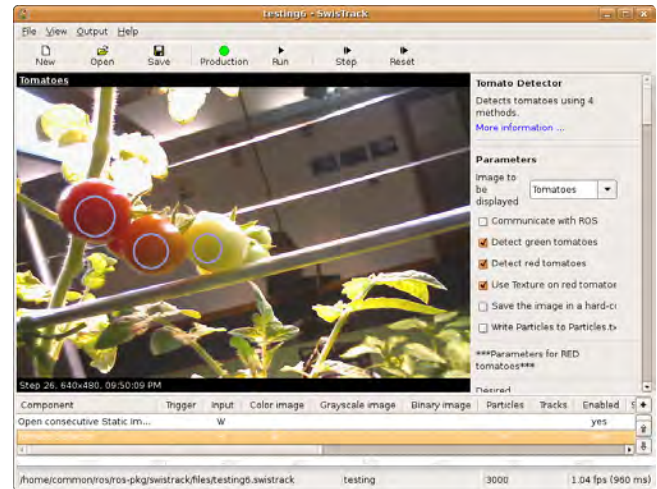 testing6 - SwisTrack
File View Output Help
New Open Save Production Run Step Reset
Tomatoes
Tomato Detector
Detects tomatoes using 4
methods.
More information ...
Parameters
Image to
be
displayed
Tomatoes
Communicate with ROS
Detect green tomatoes
Detect red tomatoes
Use Texture on red tomatoe
Save the image in a hard-c
Write Particles to Particles.t
***Parameters for RED
tomatoes***
Desired
Step 26, 640x480, 09:50:09 PM
Component Trigger Input Color image Grayscale image Binary image Particles Tracks Enabled S
Open consecutive Static Im... W yes
/home/common/ros/ros-pkg/swistrack/files/testing6.swistrack testing 3000 1.04 fps (960 ms)